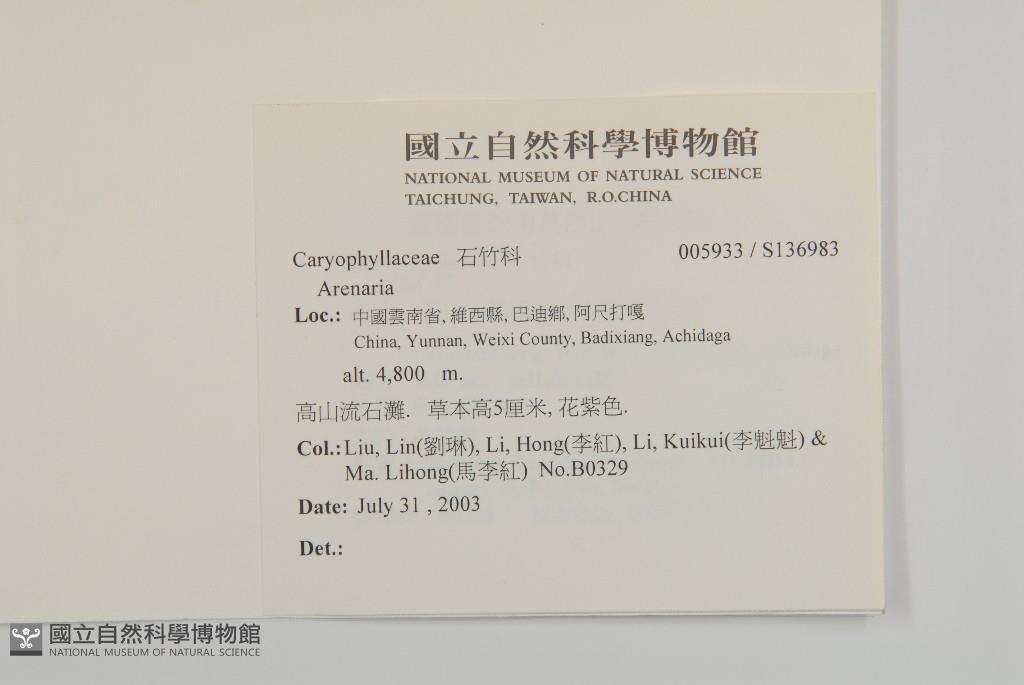 國立自然科學博物館
NATIONAL MUSEUM OF NATURAL SCIENCE
TAICHUNG, TAIWAN, R.O.CHINA
Caryophyllaceae 石竹科 005933 / S136983
Arenaria
Loc.: 中國雲南省, 維西縣, 巴迪鄉, 阿尺打嘎
China, Yunnan, Weixi County, Badixiang, Achidaga
alt. 4,800 m.
高山流石灘. 草本高5厘米, 花紫色.
Col.: Liu, Lin(劉琳), Li, Hong(李紅), Li, Kuikui(李魁魁) &
Ma. Lihong(馬李紅) No.B0329
Date: July 31 , 2003
Det.:
國立自然科學博物館
NATIONAL MUSEUM OF NATURAL SCIENCE